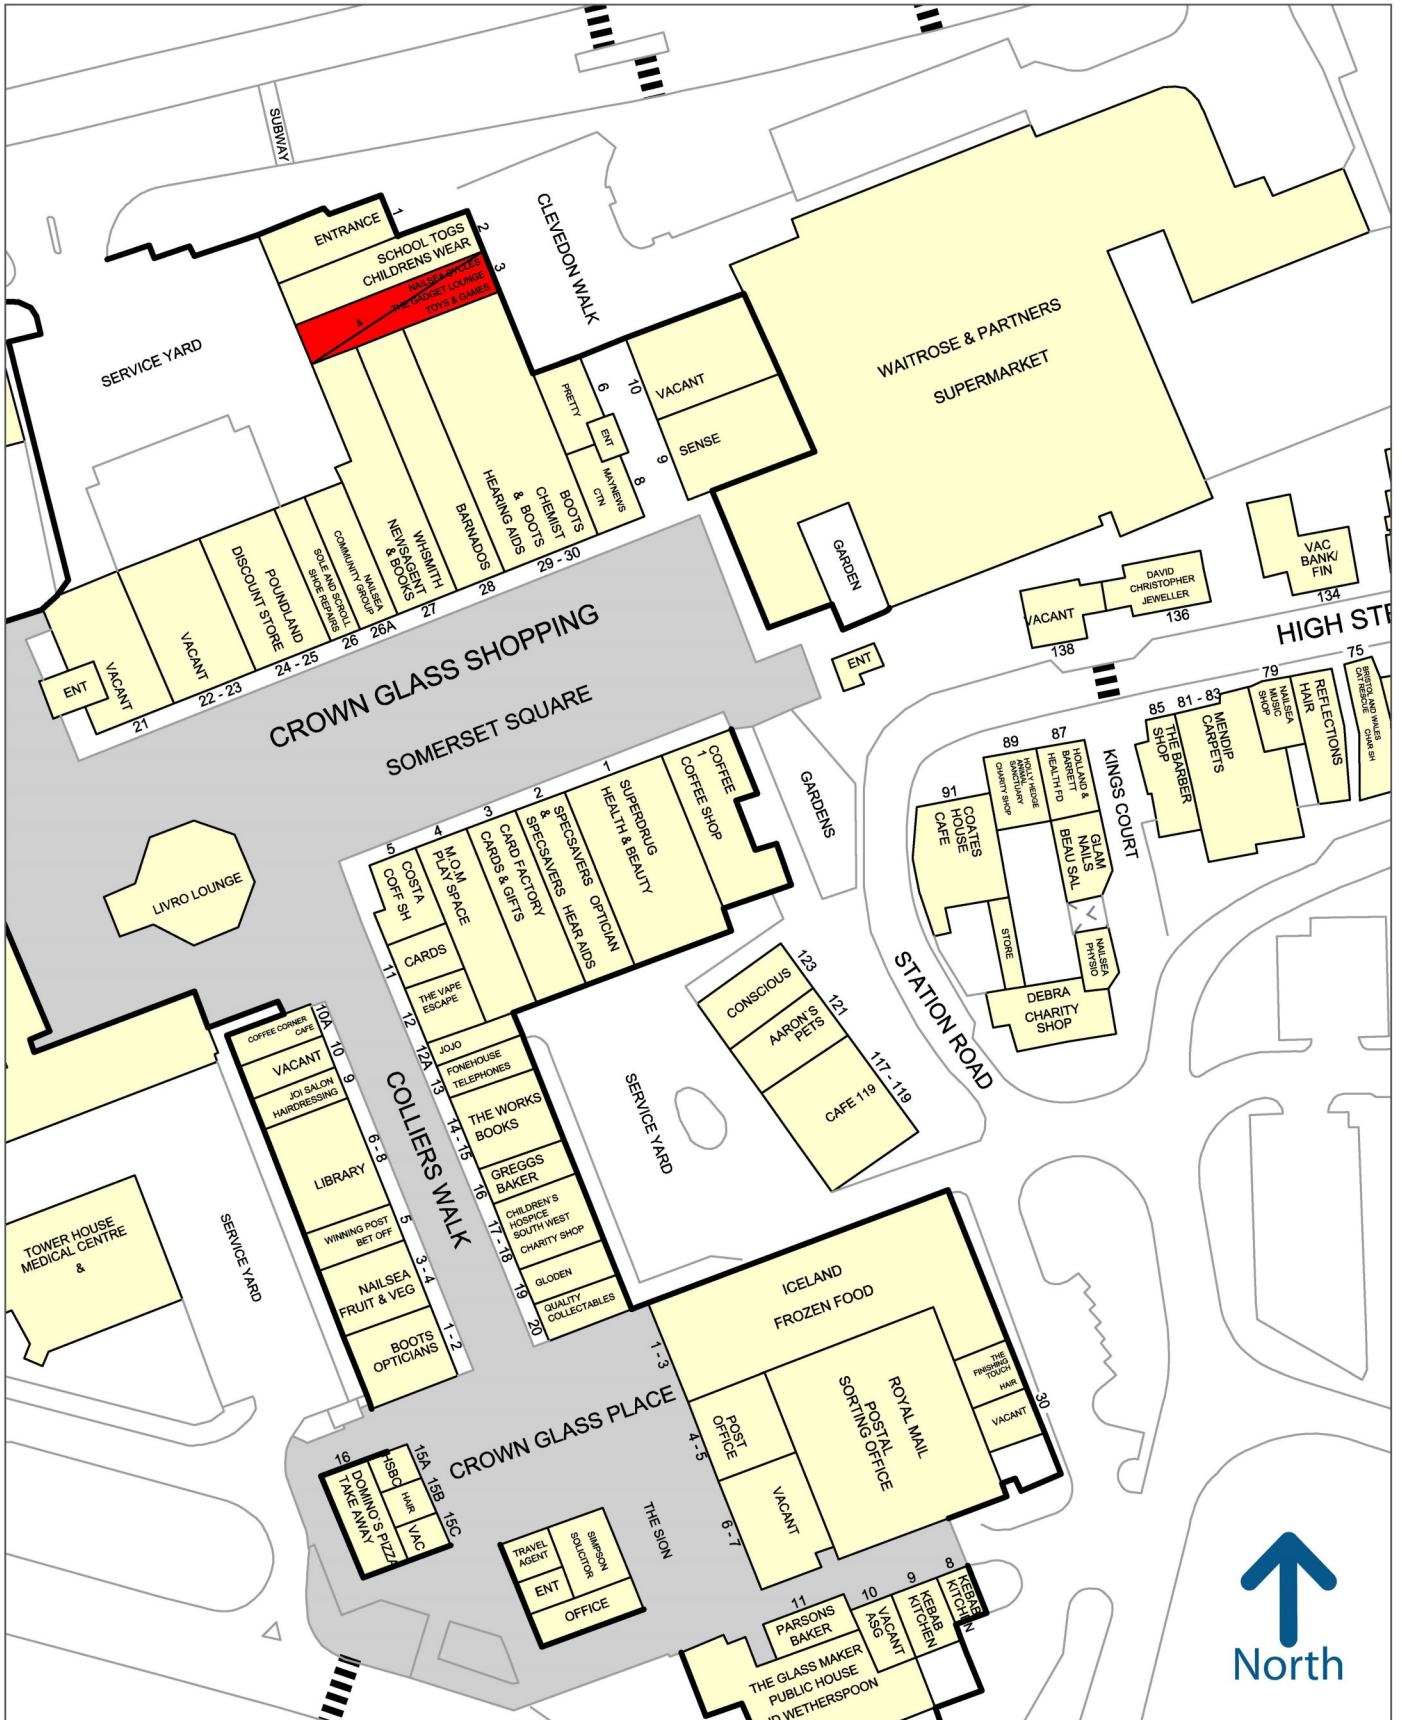 SUBWAY
ENTRANCE
1
SCHOOL TOGS
CHILDRENS WEAR
2
NAILSEA CYCLES
THE GADGET LOUNGE
TOYS & GAMES
&
3
CLEVEDON WALK
SERVICE YARD
WAITROSE & PARTNERS
SUPERMARKET
PRETTY
6
ENT
MAYNEWS
CTN
8
10
VACANT
SENSE
9
GARDEN
BOOTS
CHEMIST
& BOOTS
HEARING AIDS
29 - 30
BARNADOS
28
WHSMITH
NEWSAGENT
& BOOKS
27
NAILSEA
COMMUNITY GROUP
26A
SOLE AND SCROLL
SHOE REPAIRS
26
POUNDLAND
DISCOUNT STORE
24 - 25
VACANT
22 - 23
VACANT
ENT
21
CROWN GLASS SHOPPING
SOMERSET SQUARE
ENT
VACANT
138
DAVID
CHRISTOPHER
JEWELLER
136
VAC
BANK/
FIN
134
HIGH STR
75
BRISTOL AND WALES
CAT RESCUE
CHAR SH
REFLECTIONS
HAIR
79
NAILSEA
MUSIC
SHOP
81 - 83
MENDIP
CARPETS
85
THE BARBER
SHOP
KINGS COURT
87
HOLLAND &
BARRETT
HEALTH FD
89
HOLLY HEDGE
ANIMAL
SANCTUARY
CHARITY SHOP
91
COATES
HOUSE
CAFE
GLAM
NAILS
BEAU SAL
STORE
NAILSEA
PHYSIO
DEBRA
CHARITY
SHOP
GARDENS
STATION ROAD
COFFEE
1
COFFEE SHOP
1
SUPERDRUG
HEALTH & BEAUTY
2
SPECSAVERS OPTICIAN
&
SPECSAVERS HEAR AIDS
3
CARD FACTORY
CARDS & GIFTS
4
M.O.M
PLAY SPACE
5
COSTA
COFF SH
LIVRO LOUNGE
11
CARDS
THE VAPE
ESCAPE
12
JOJO
12A
FONEHOUSE
TELEPHONES
13
THE WORKS
BOOKS
14 - 15
GREGGS
BAKER
16
CHILDREN'S
HOSPICE
SOUTH WEST
CHARITY SHOP
17 - 18
GLODEN
19
QUALITY
COLLECTABLES
20
COLLIERS WALK
COFFEE CORNER
CAFE
10A
VACANT
10
JOI SALON
HAIRDRESSING
9
LIBRARY
6 - 8
WINNING POST
BET OFF
5
NAILSEA
FRUIT & VEG
3 - 4
BOOTS
OPTICIANS
1 - 2
SERVICE YARD
TOWER HOUSE
MEDICAL CENTRE
&
SERVICE YARD
CONSCIOUS
123
AARON'S
PETS
121
CAFE 119
117 - 119
ICELAND
FROZEN FOOD
1 - 3
ROYAL MAIL
POSTAL
SORTING OFFICE
THE
FINISHING
TOUCH
HAIR
VACANT
30
POST
OFFICE
4 - 5
VACANT
6 - 7
CROWN GLASS PLACE
THE SION
16
DOMINO'S PIZZA
TAKE AWAY
HSBC
15A
HAIR
15B
VAC
15C
TRAVEL
AGENT
SIMPSON
SOLICITOR
ENT
OFFICE
11
PARSONS
BAKER
10
VACANT
ASG
9
KEBAB
KITCHEN
8
KEBAB
KITCHEN
THE GLASS MAKER
PUBLIC HOUSE
JD WETHERSPOON
North